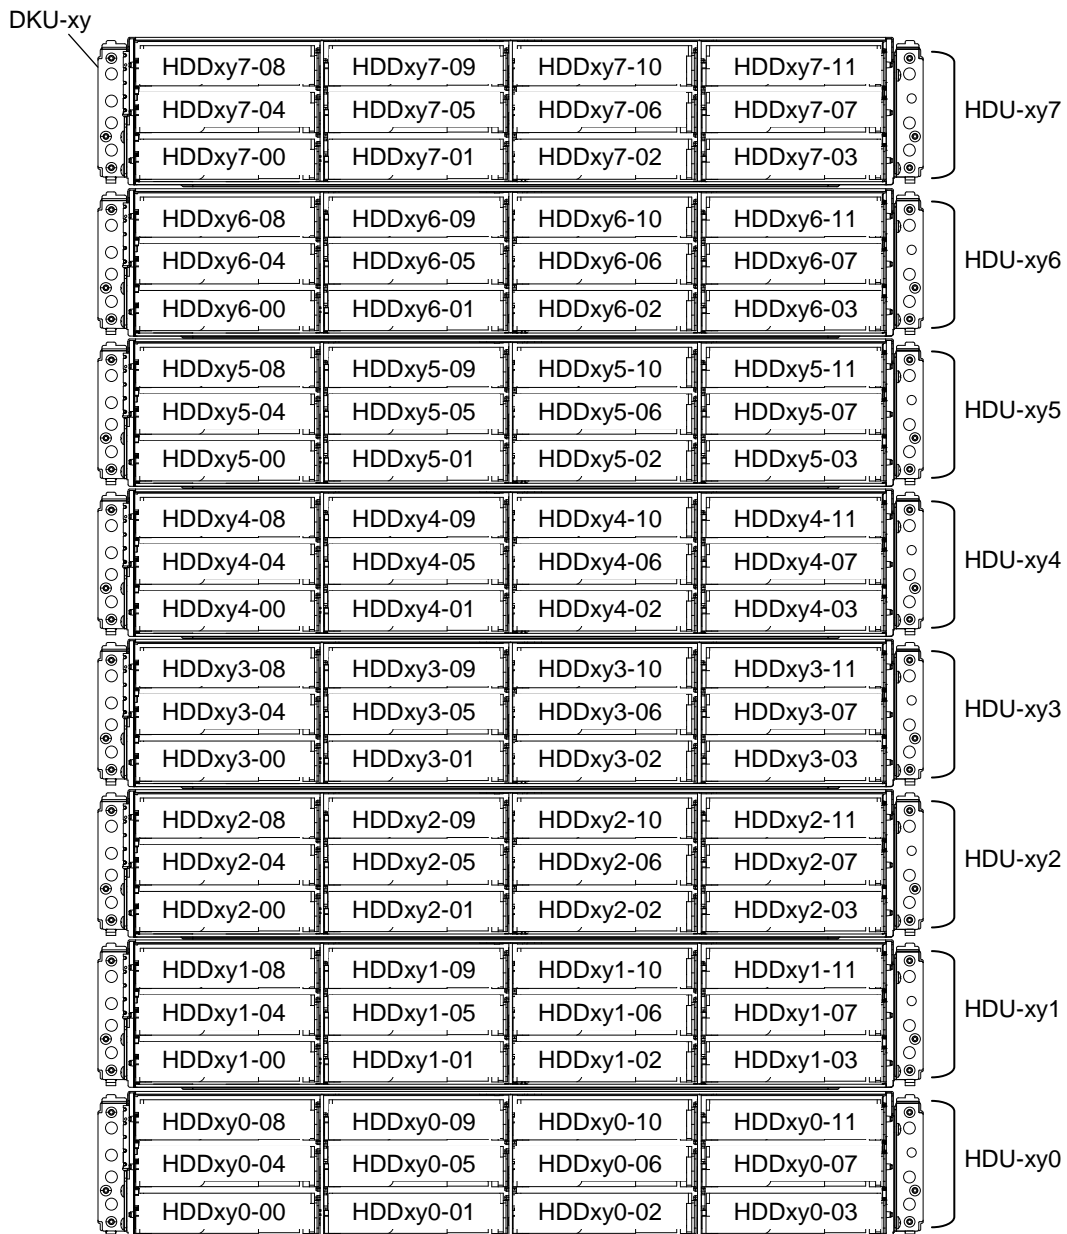 DKU-xy
HDDxy7-08 HDDxy7-09 HDDxy7-10 HDDxy7-11
HDDxy7-04 HDDxy7-05 HDDxy7-06 HDDxy7-07 HDU-xy7
HDDxy7-00 HDDxy7-01 HDDxy7-02 HDDxy7-03
HDDxy6-08 HDDxy6-09 HDDxy6-10 HDDxy6-11
HDDxy6-04 HDDxy6-05 HDDxy6-06 HDDxy6-07 HDU-xy6
HDDxy6-00 HDDxy6-01 HDDxy6-02 HDDxy6-03
HDDxy5-08 HDDxy5-09 HDDxy5-10 HDDxy5-11
HDDxy5-04 HDDxy5-05 HDDxy5-06 HDDxy5-07 HDU-xy5
HDDxy5-00 HDDxy5-01 HDDxy5-02 HDDxy5-03
HDDxy4-08 HDDxy4-09 HDDxy4-10 HDDxy4-11
HDDxy4-04 HDDxy4-05 HDDxy4-06 HDDxy4-07 HDU-xy4
HDDxy4-00 HDDxy4-01 HDDxy4-02 HDDxy4-03
HDDxy3-08 HDDxy3-09 HDDxy3-10 HDDxy3-11
HDDxy3-04 HDDxy3-05 HDDxy3-06 HDDxy3-07 HDU-xy3
HDDxy3-00 HDDxy3-01 HDDxy3-02 HDDxy3-03
HDDxy2-08 HDDxy2-09 HDDxy2-10 HDDxy2-11
HDDxy2-04 HDDxy2-05 HDDxy2-06 HDDxy2-07 HDU-xy2
HDDxy2-00 HDDxy2-01 HDDxy2-02 HDDxy2-03
HDDxy1-08 HDDxy1-09 HDDxy1-10 HDDxy1-11
HDDxy1-04 HDDxy1-05 HDDxy1-06 HDDxy1-07 HDU-xy1
HDDxy1-00 HDDxy1-01 HDDxy1-02 HDDxy1-03
HDDxy0-08 HDDxy0-09 HDDxy0-10 HDDxy0-11
HDDxy0-04 HDDxy0-05 HDDxy0-06 HDDxy0-07 HDU-xy0
HDDxy0-00 HDDxy0-01 HDDxy0-02 HDDxy0-03